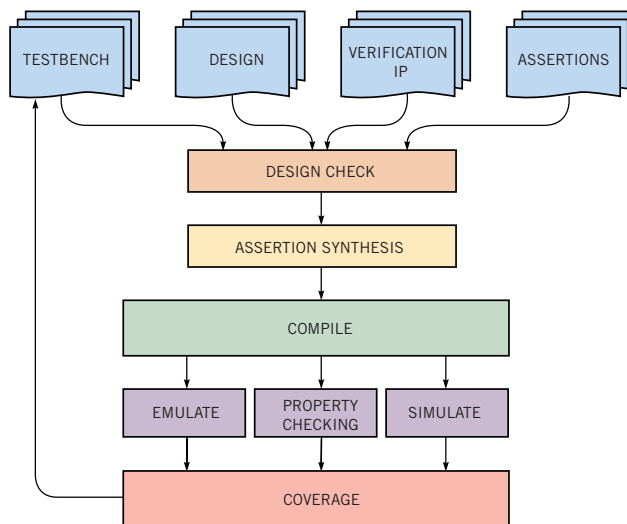 TESTBENCH
DESIGN
VERIFICATION
IP
ASSERTIONS
DESIGN CHECK
ASSERTION SYNTHESIS
COMPILE
EMULATE
PROPERTY
CHECKING
SIMULATE
COVERAGE